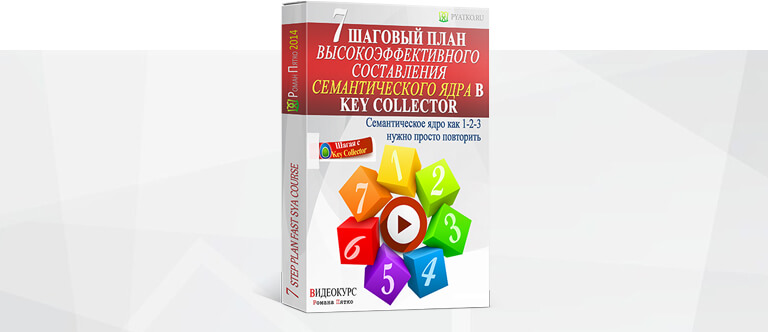 PYATKO.RU
7 ШАГОВЫЙ ПЛАН
ВЫСОКОЭФФЕКТИВНОГО
СОСТАВЛЕНИЯ
СЕМАНТИЧЕСКОГО ЯДРА В
KEY COLLECTOR
Семантическое ядро как 1-2-3
нужно просто повторить
Шагая с
Key Collector
1
2
3
4
5
6
7
ВИДЕОКУРС
Романа Пятко
Роман Пятко 2014
7 STEP PLAN FAST SYA COURSE